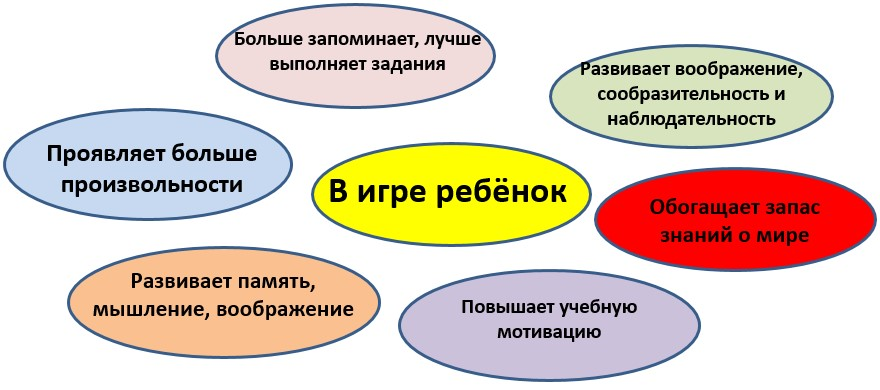 Больше запоминает, лучше
выполняет задания
Развивает воображение,
сообразительность и
наблюдательность
Проявляет больше
произвольности
В игре ребёнок
Обогащает запас
знаний о мире
Развивает память,
мышление, воображение
Повышает учебную
мотивацию